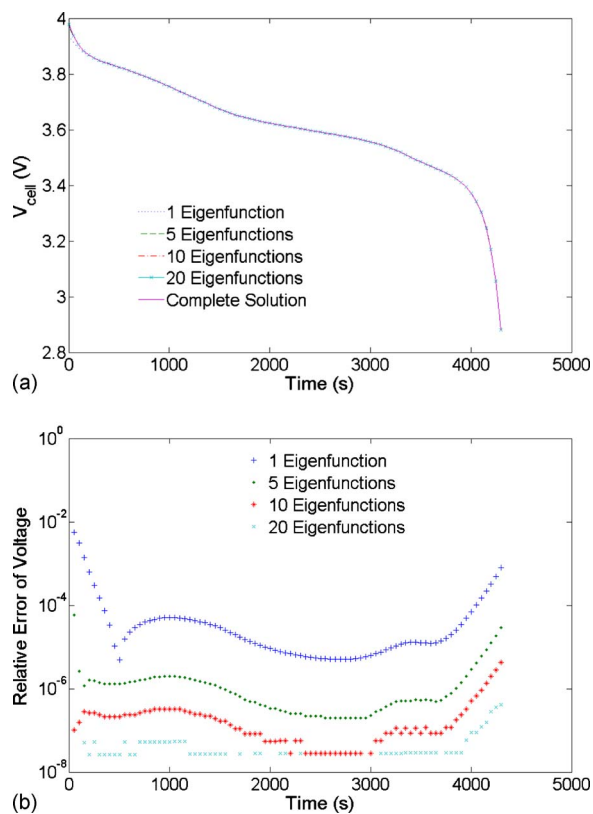 4
3.8
3.6
3.4
3.2
3
2.8
V_cell (V)
1 Eigenfunction
5 Eigenfunctions
10 Eigenfunctions
20 Eigenfunctions
Complete Solution
0 1000 2000 3000 4000 5000
(a)
Time (s)
10^0
10^-2
10^-4
10^-6
10^-8
Relative Error of Voltage
1 Eigenfunction
5 Eigenfunctions
10 Eigenfunctions
20 Eigenfunctions
0 1000 2000 3000 4000 5000
(b)
Time (s)